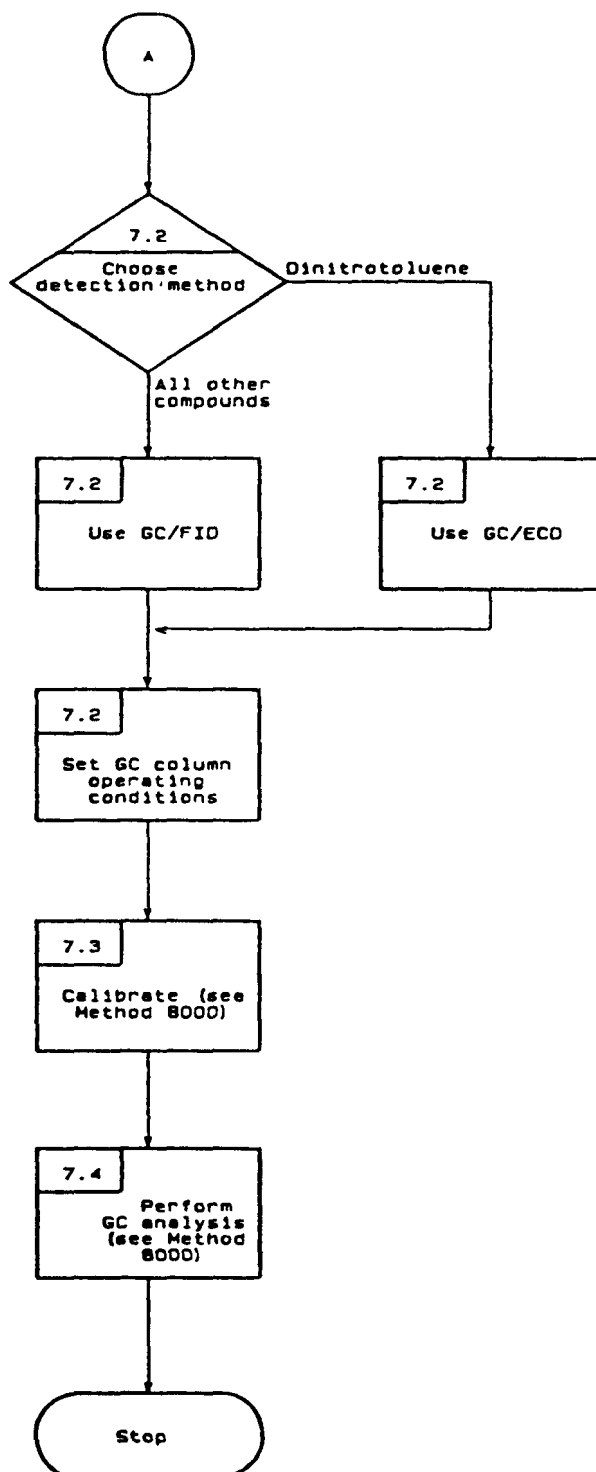 A
7.2
Choose
detection method
Dinitrotoluene
All other
compounds
7.2
Use GC/FID
7.2
Use GC/ECD
7.2
Set GC column
operating
conditions
7.3
Calibrate (see
Method 8000)
7.4
Perform
GC analysis
(see Method
8000)
Stop